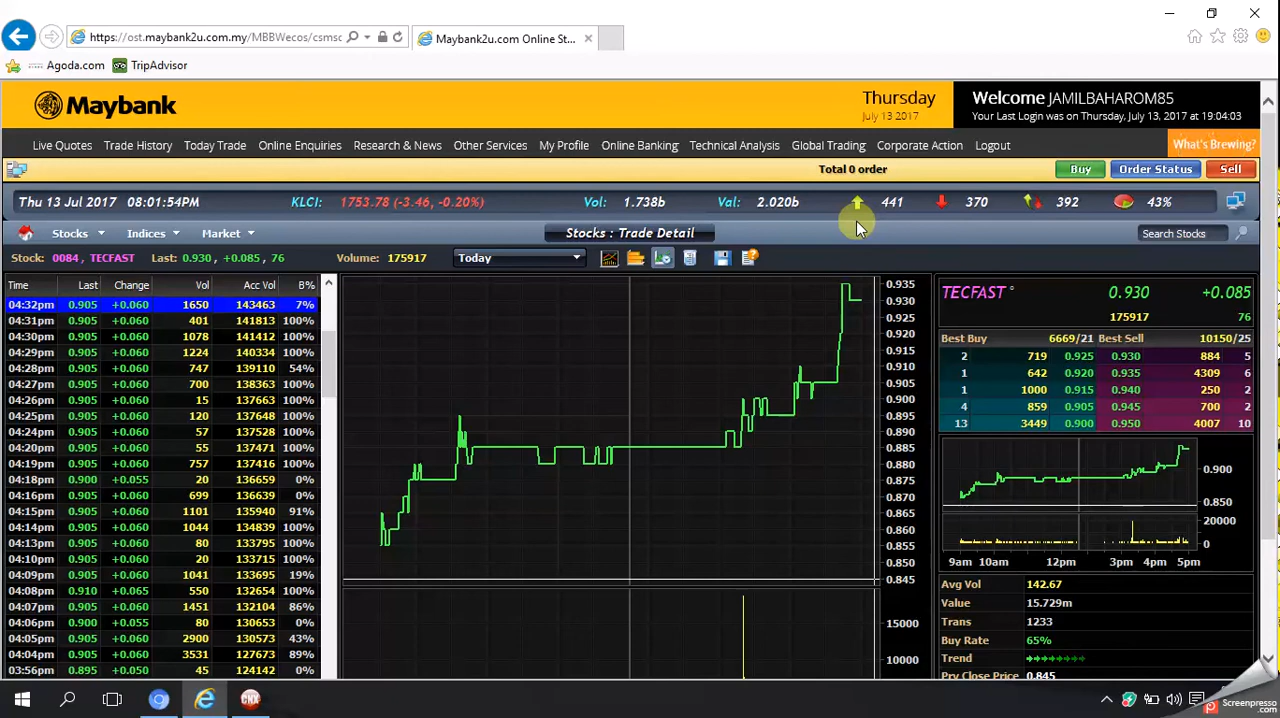 https://ost.maybank2u.com.my/MBBWecos/csmsc
Maybank2u.com Online St...
Agoda.com TripAdvisor
Maybank
Thursday
July 13 2017
Welcome JAMILBAHAROM85
Your Last Login was on Thursday, July 13, 2017 at 19:04:03
Live Quotes Trade History Today Trade Online Enquiries Research & News Other Services My Profile Online Banking Technical Analysis Global Trading Corporate Action Logout What's Brewing?
Total 0 order Buy Order Status Sell
Thu 13 Jul 2017 08:01:54PM KLCI: 1753.78 (-3.46, -0.20%) Vol: 1.738b Val: 2.020b 441 370 392 43%
Stocks Indices Market Stocks : Trade Detail Search Stocks
Stock: 0084 , TECFAST Last: 0.930 , +0.085, 76 Volume: 175917 Today
Time Last Change Vol Acc Vol B%
04:32pm 0.905 +0.060 1650 143463 7%
04:31pm 0.905 +0.060 401 141813 100%
04:30pm 0.905 +0.060 1078 141412 100%
04:29pm 0.905 +0.060 1224 140334 100%
04:28pm 0.905 +0.060 747 139110 54%
04:27pm 0.905 +0.060 700 138363 100%
04:26pm 0.905 +0.060 15 137663 100%
04:25pm 0.905 +0.060 120 137648 100%
04:24pm 0.905 +0.060 57 137528 100%
04:20pm 0.905 +0.060 55 137471 100%
04:19pm 0.905 +0.060 757 137416 100%
04:18pm 0.900 +0.055 20 136659 0%
04:16pm 0.905 +0.060 699 136639 0%
04:15pm 0.905 +0.060 1101 135940 91%
04:14pm 0.905 +0.060 1044 134839 100%
04:13pm 0.905 +0.060 80 133795 100%
04:10pm 0.905 +0.060 20 133715 100%
04:09pm 0.905 +0.060 1041 133695 19%
04:08pm 0.910 +0.065 550 132654 100%
04:07pm 0.905 +0.060 1451 132104 86%
04:06pm 0.900 +0.055 80 130653 0%
04:05pm 0.905 +0.060 2900 130573 43%
04:04pm 0.905 +0.060 3531 127673 89%
03:56pm 0.895 +0.050 45 124142 0%
0.935
0.930
0.925
0.920
0.915
0.910
0.905
0.900
0.895
0.890
0.885
0.880
0.875
0.870
0.865
0.860
0.855
0.850
0.845
15000
10000
TECFAST 0.930 +0.085
175917 76
Best Buy 6669/21 Best Sell 10150/25
2 719 0.925 0.930 884 5
1 642 0.920 0.935 4309 6
1 1000 0.915 0.940 250 2
4 859 0.905 0.945 700 2
13 3449 0.900 0.950 4007 10
0.900
0.850
20000
0
9am 10am 12pm 3pm 4pm 5pm
Avg Vol 142.67
Value 15.729m
Trans 1233
Buy Rate 65%
Trend
Prv Close Price 0.845
Screenpresso
.com